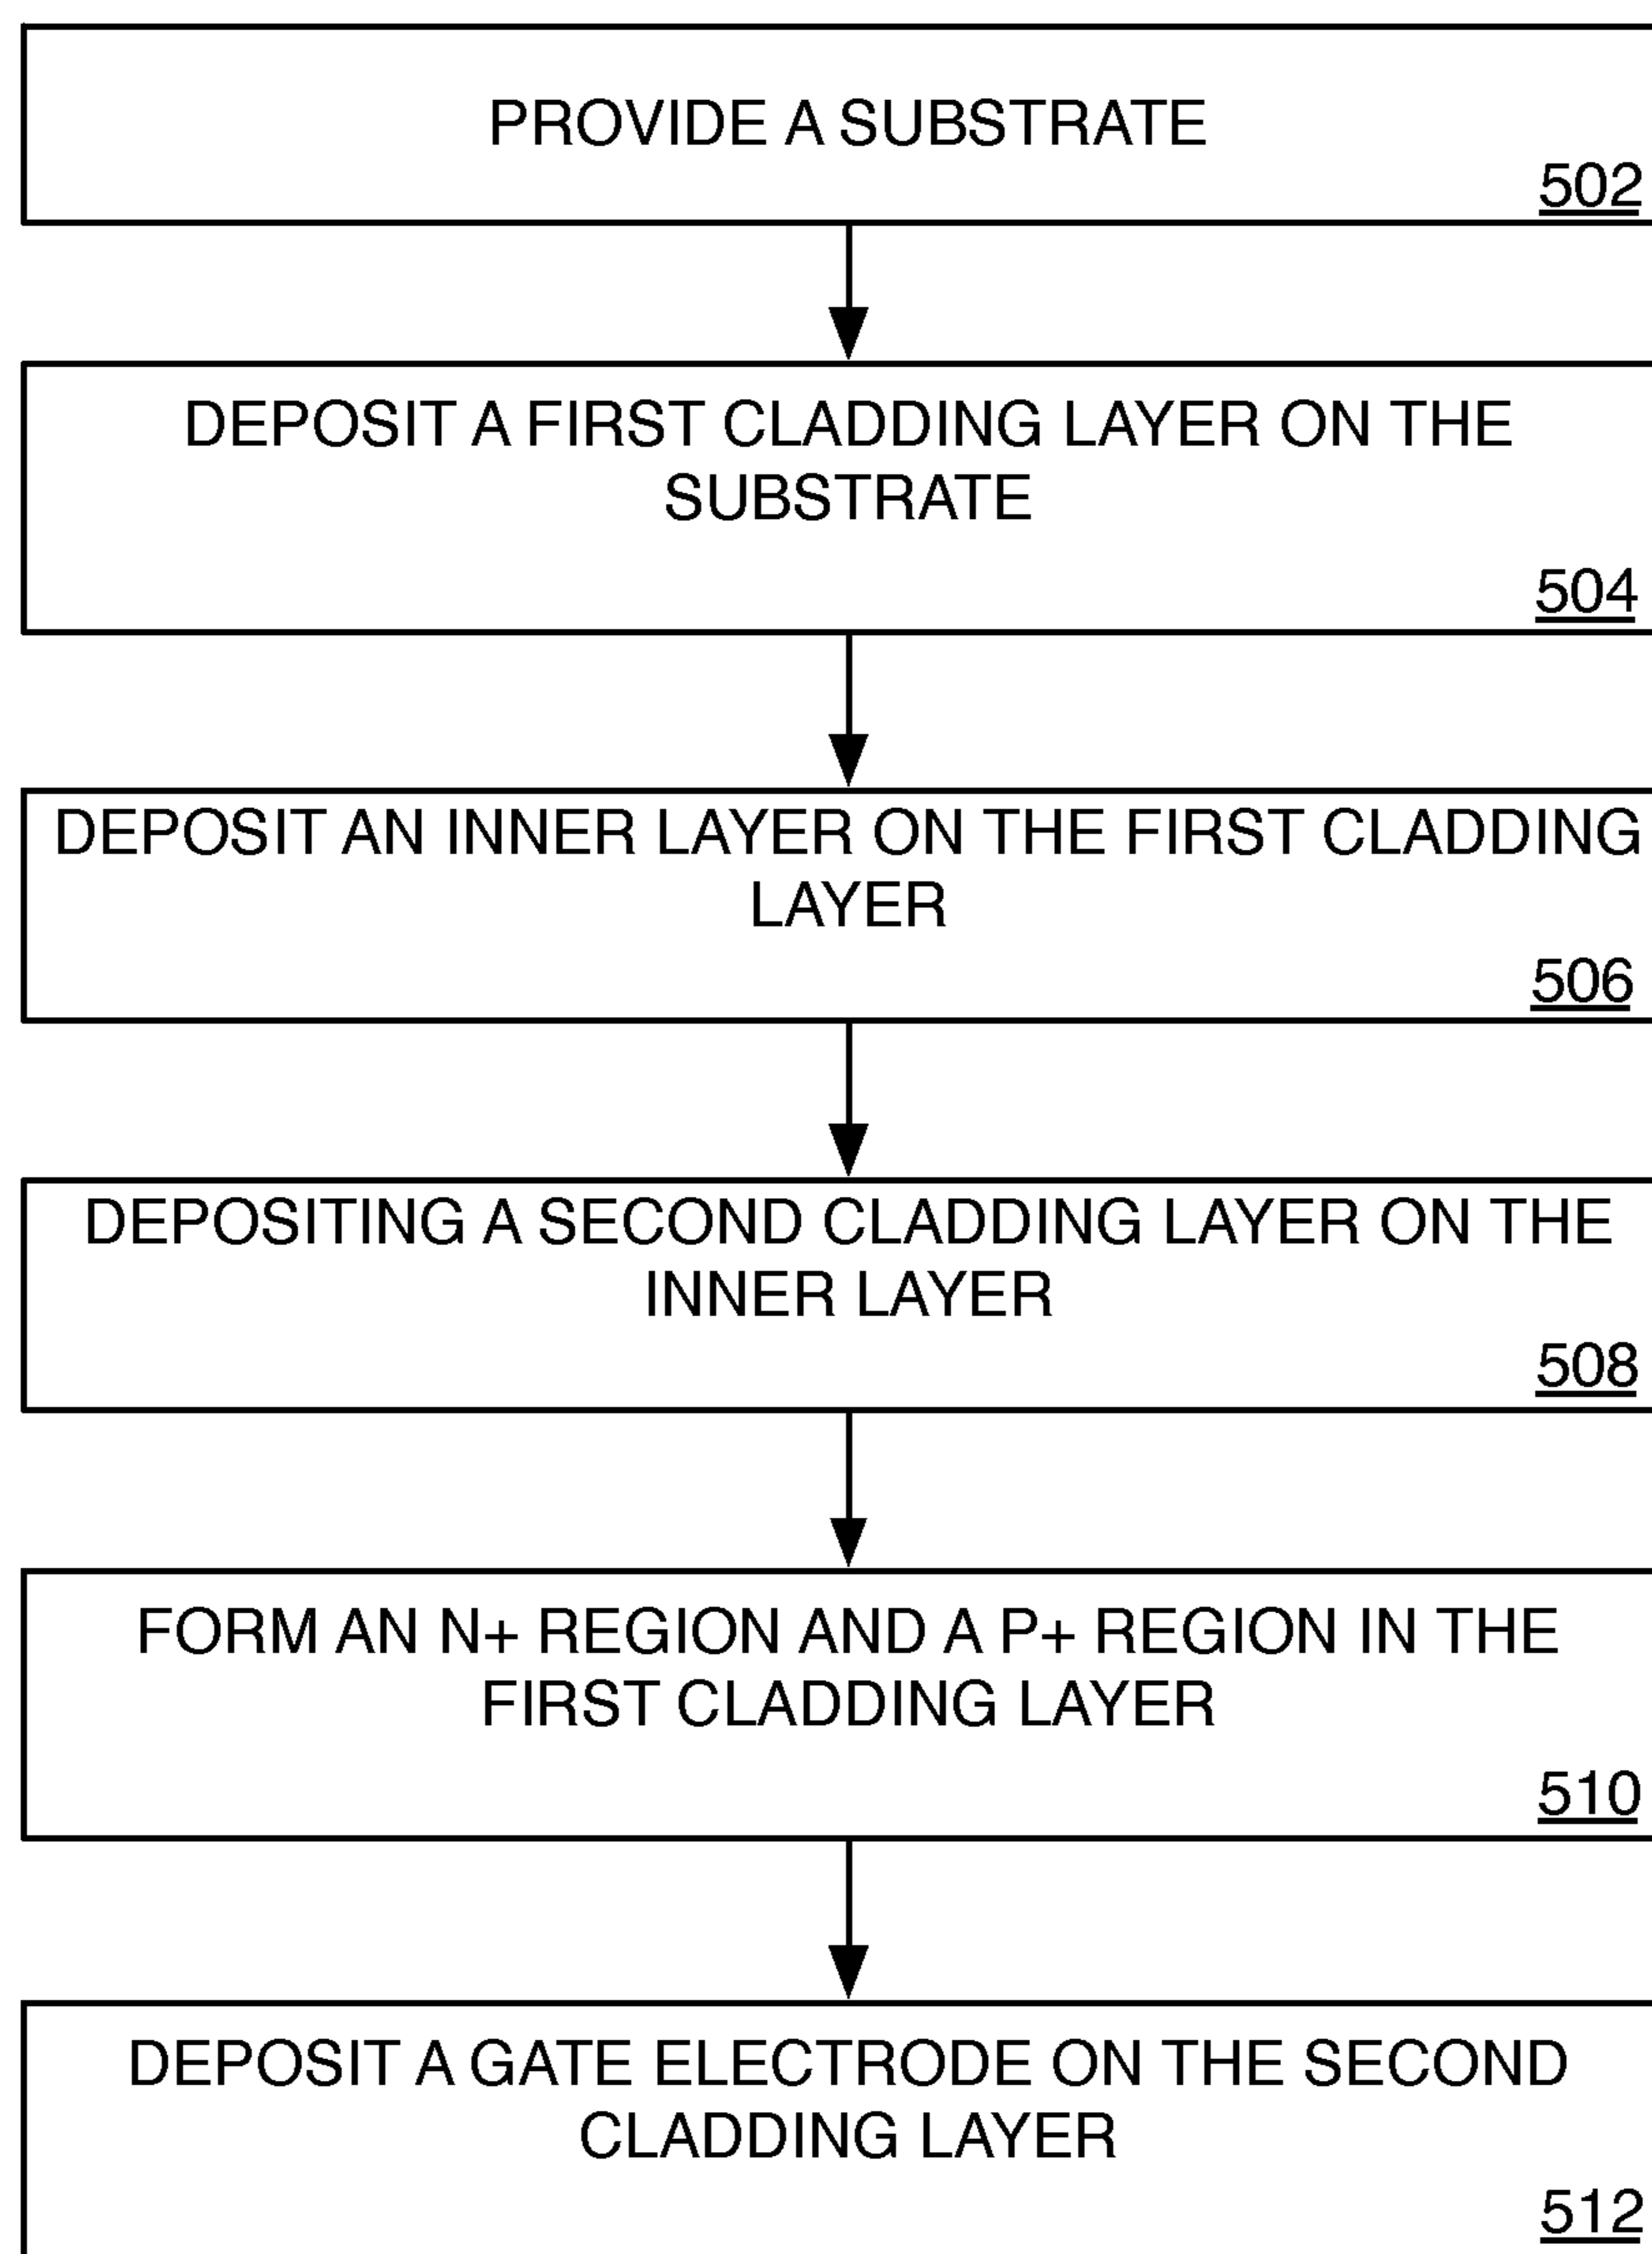 PROVIDE A SUBSTRATE
502
DEPOSIT A FIRST CLADDING LAYER ON THE
SUBSTRATE
504
DEPOSIT AN INNER LAYER ON THE FIRST CLADDING
LAYER
506
DEPOSITING A SECOND CLADDING LAYER ON THE
INNER LAYER
508
FORM AN N+ REGION AND A P+ REGION IN THE
FIRST CLADDING LAYER
510
DEPOSIT A GATE ELECTRODE ON THE SECOND
CLADDING LAYER
512